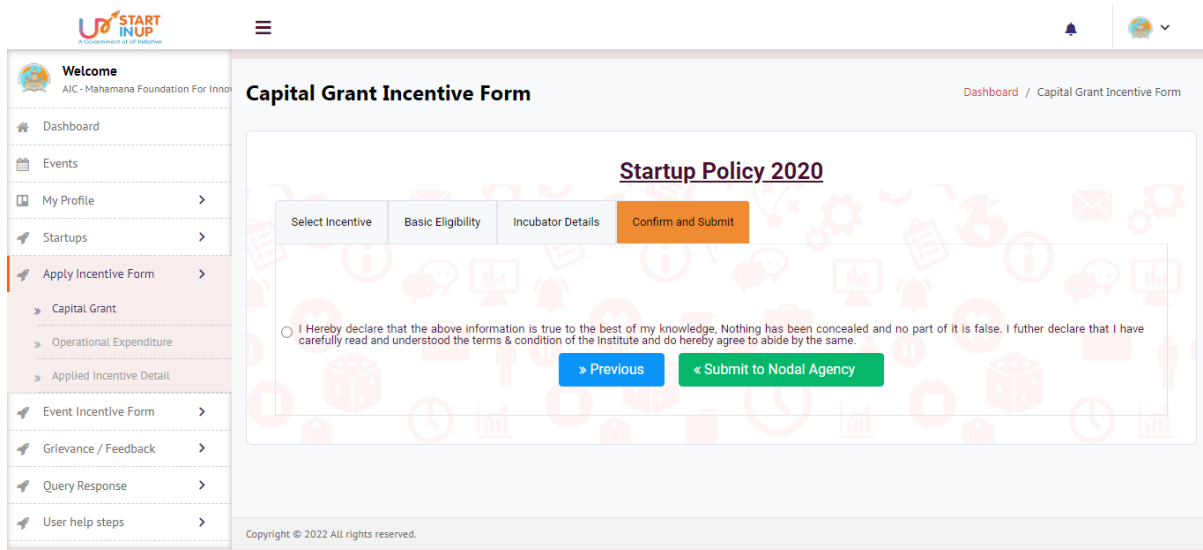 START
UP INUP
A Government of UP Initiative
Welcome
AIC - Mahamana Foundation For Innov
Dashboard
Events
My Profile
Startups
Apply Incentive Form
Capital Grant
Operational Expenditure
Applied Incentive Detail
Event Incentive Form
Grievance / Feedback
Query Response
User help steps
Capital Grant Incentive Form
Dashboard / Capital Grant Incentive Form
Startup Policy 2020
Select Incentive Basic Eligibility Incubator Details Confirm and Submit
I Hereby declare that the above information is true to the best of my knowledge, Nothing has been concealed and no part of it is false. I futher declare that I have
carefully read and understood the terms & condition of the Institute and do hereby agree to abide by the same.
» Previous « Submit to Nodal Agency
Copyright © 2022 All rights reserved.